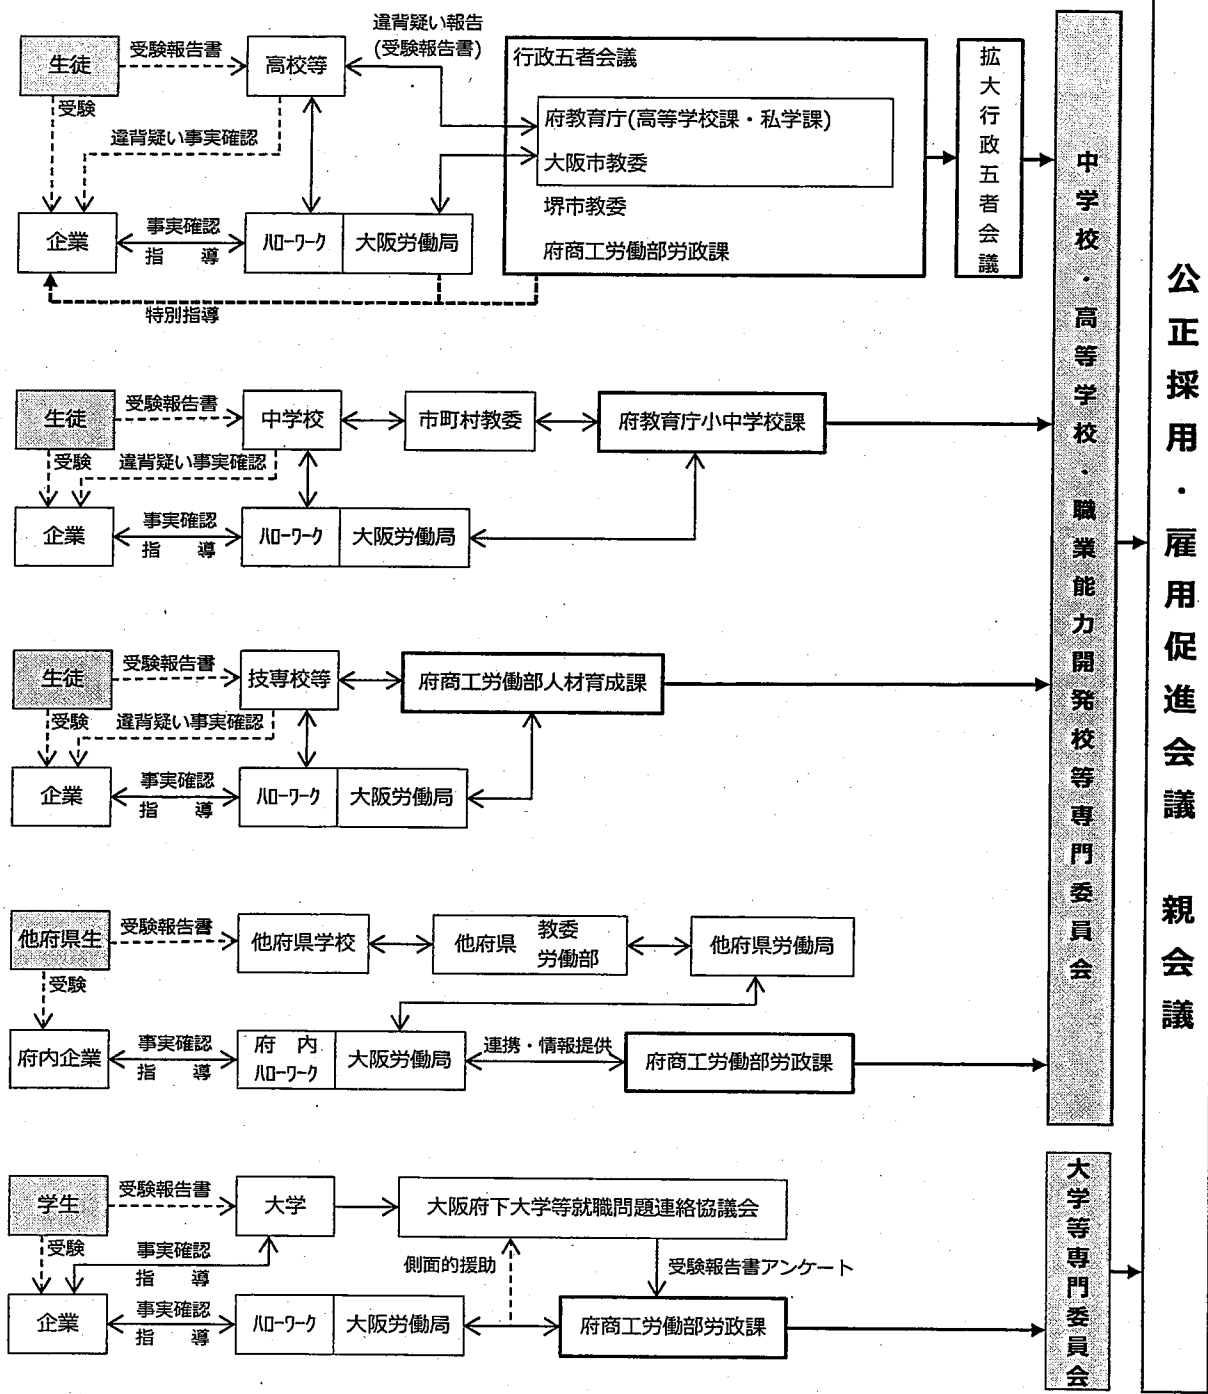 生徒
受験報告書
高校等
違背疑い報告
(受験報告書)
受験
違背疑い事実確認
行政五者会議
府教育庁(高等学校課・私学課)
大阪市教委
堺市教委
府商工労働部労政課
拡大行政五者会議
企業
事実確認
指 導
ハローワーク
大阪労働局
特別指導
生徒
受験報告書
中学校
市町村教委
府教育庁小中学校課
受験
違背疑い事実確認
企業
事実確認
指 導
ハローワーク
大阪労働局
生徒
受験報告書
技専校等
府商工労働部人材育成課
受験
違背疑い事実確認
企業
事実確認
指 導
ハローワーク
大阪労働局
他府県生
受験報告書
他府県学校
他府県 教委
労働部
他府県労働局
受験
府内企業
事実確認
指 導
府 内
ハローワーク
大阪労働局
連携・情報提供
府商工労働部労政課
学生
受験報告書
大学
大阪府下大学等就職問題連絡協議会
受験
事実確認
指 導
側面的援助
受験報告書アンケート
企業
事実確認
指 導
ハローワーク
大阪労働局
府商工労働部労政課
中学校・高等学校・職業能力開発校等専門委員会
大学等専門委員会
公正採用・雇用促進会議 親会議